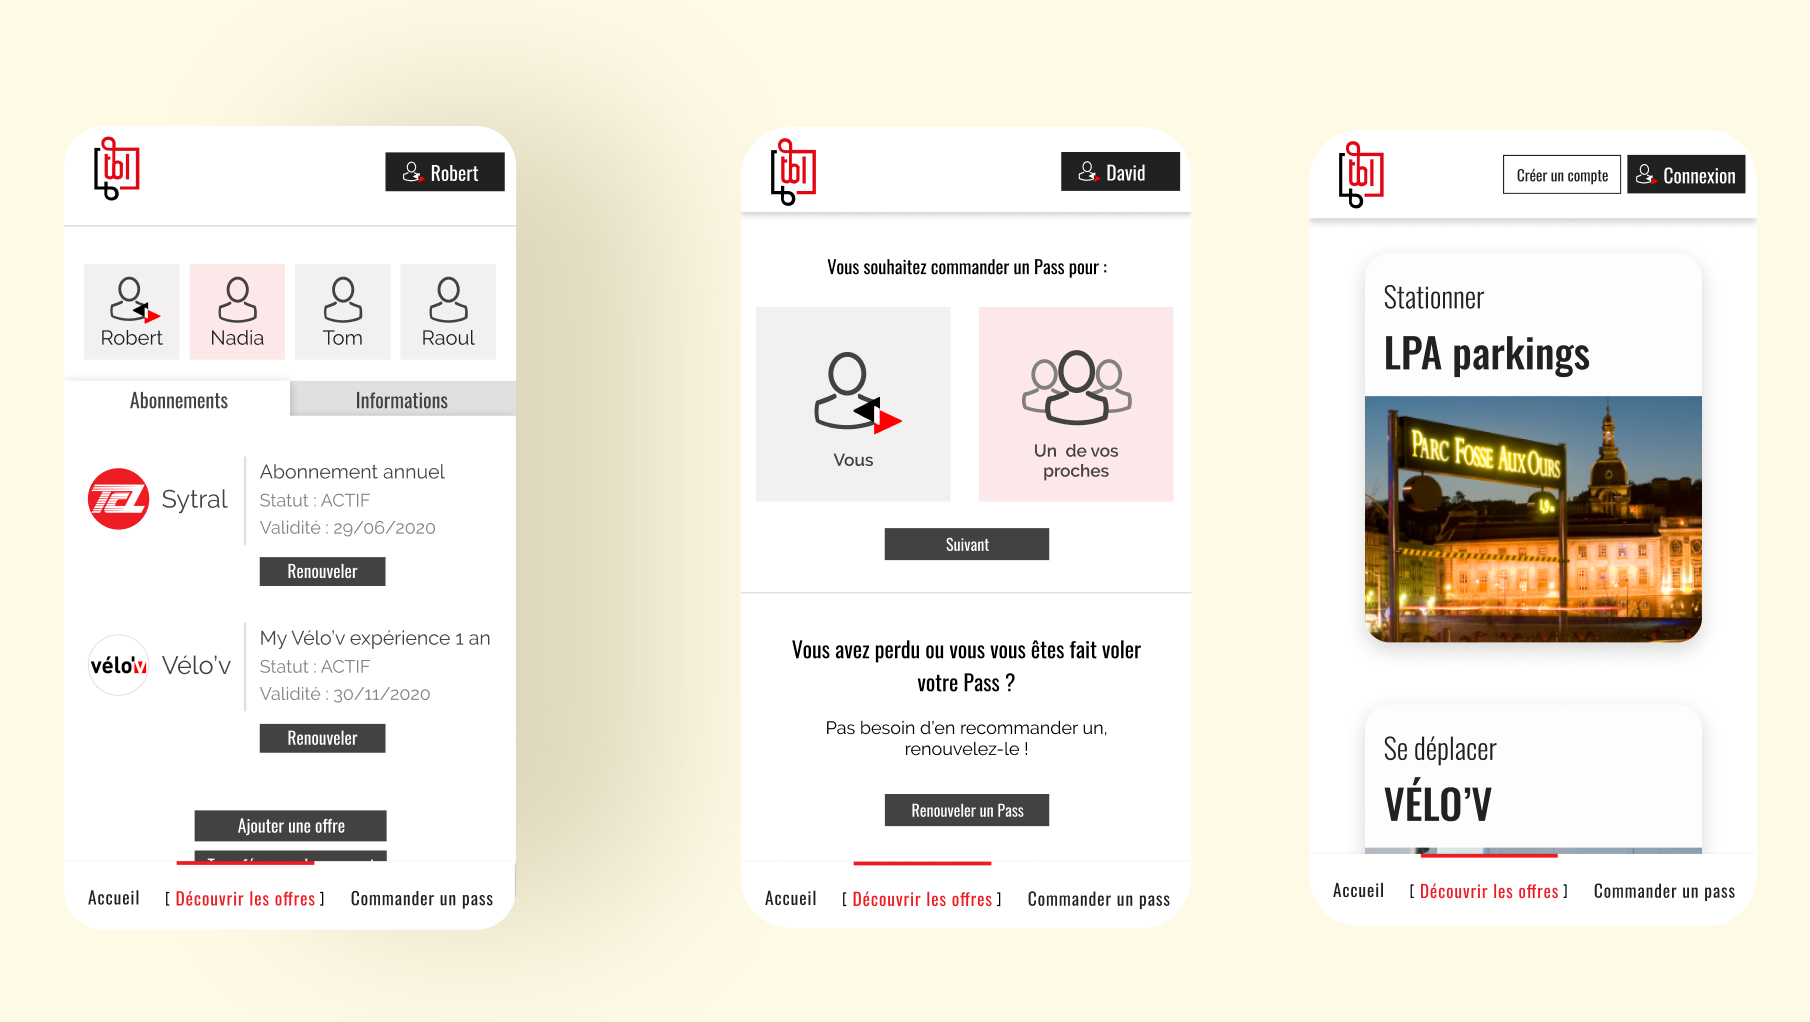 tbl
Robert
Robert
Nadia
Tom
Raoul
Abonnements
Informations
TCL
Sytral
Abonnement annuel
Statut : ACTIF
Validité : 29/06/2020
Renouveler
vélo'v
Vélo'v
My Vélo'v expérience 1 an
Statut : ACTIF
Validité : 30/11/2020
Renouveler
Ajouter une offre
Accueil
[ Découvrir les offres ]
Commander un pass
tbl
David
Vous souhaitez commander un Pass pour :
Vous
Un de vos
proches
Suivant
Vous avez perdu ou vous vous êtes fait voler
votre Pass ?
Pas besoin d'en recommander un,
renouvelez-le !
Renouveler un Pass
Accueil
[ Découvrir les offres ]
Commander un pass
tbl
Créer un compte
Connexion
Stationner
LPA parkings
PARC FOSSE AUX OURS
Se déplacer
VÉLO'V
Accueil
[ Découvrir les offres ]
Commander un pass